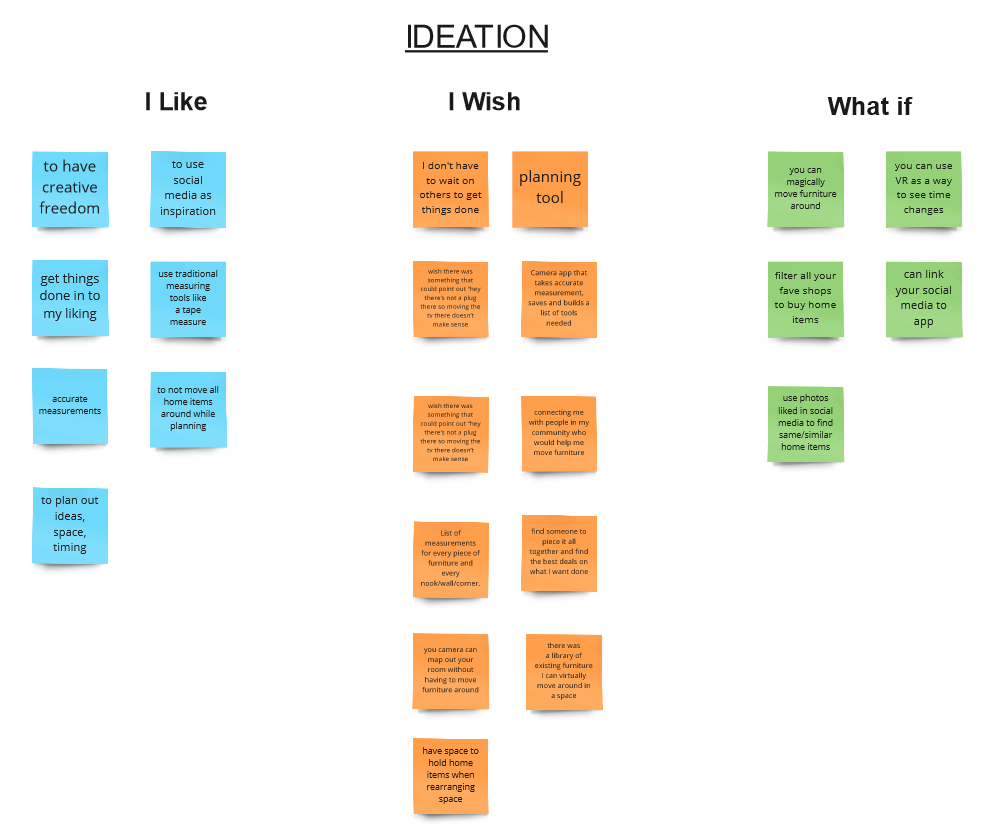 IDEATION
I Like
to have
creative
freedom
to use
social
media as
inspiration
get things
done in to
my liking
use traditional
measuring
tools like
a tape
measure
accurate
measurements
to not move all
home items
around while
planning
to plan out
ideas,
space,
timing
I Wish
I don't have
to wait on
others to get
things done
planning
tool
wish there was
something that
could point out "hey
there's not a plug
there so moving the
tv there doesn't
make sense
Camera app that
takes accurate
measurement,
saves and builds a
list of tools
needed
wish there was
something that
could point out "hey
there's not a plug
there so moving the
tv there doesn't
make sense
connecting me
with people in my
community who
would help me
move furniture
List of
measurements
for every piece of
furniture and
every
nook/wall/corner.
find someone to
piece it all
together and find
the best deals on
what I want done
you camera can
map out your
room without
having to move
furniture around
there was
a library of
existing furniture
I can virtually
move around in
a space
have space to
hold home
items when
rearranging
space
What if
you can
magically
move furniture
around
you can use
VR as a way
to see time
changes
filter all your
fave shops
to buy home
items
can link
your social
media to
app
use photos
liked in social
media to find
same/similar
home items